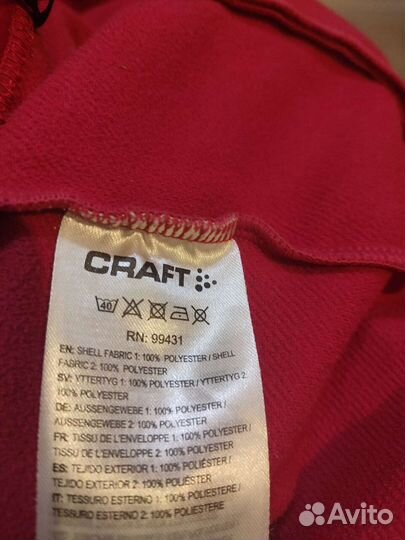 CRAFT
40
RN: 99431
EN: SHELL FABRIC 1: 100% POLYESTER / SHELL
FABRIC 2: 100% POLYESTER
SV: YTTERTYG 1: 100% POLYESTER / YTTERTYG 2:
100% POLYESTER
DE: AUSSENGEWEBE 1: 100% POLYESTER /
AUSSENGEWEBE 2: 100% POLYESTER
FR: TISSU DE L'ENVELOPPE 1: 100% POLYESTER /
TISSU DE L'ENVELOPPE 2: 100% POLYESTER
ES: TEJIDO EXTERIOR 1: 100% POLIÉSTER /
TEJIDO EXTERIOR 2: 100% POLIÉSTER
IT: TESSURO ESTERNO 1: 100% POLIESTERE /
TESSURO ESTERNO 2: 100% POLIESTERE
Avito